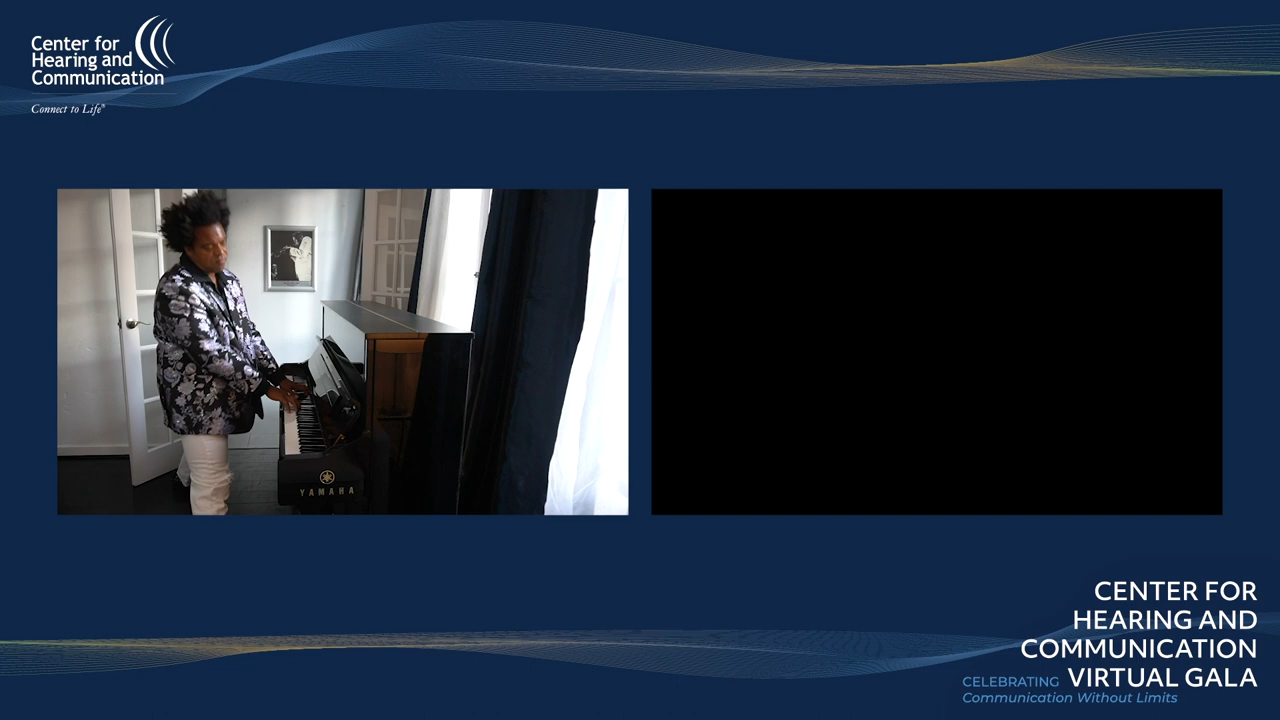 Center for
Hearing and
Communication
Connect to Life®
YAMAHA
CENTER FOR
HEARING AND
COMMUNICATION
CELEBRATING VIRTUAL GALA
Communication Without Limits